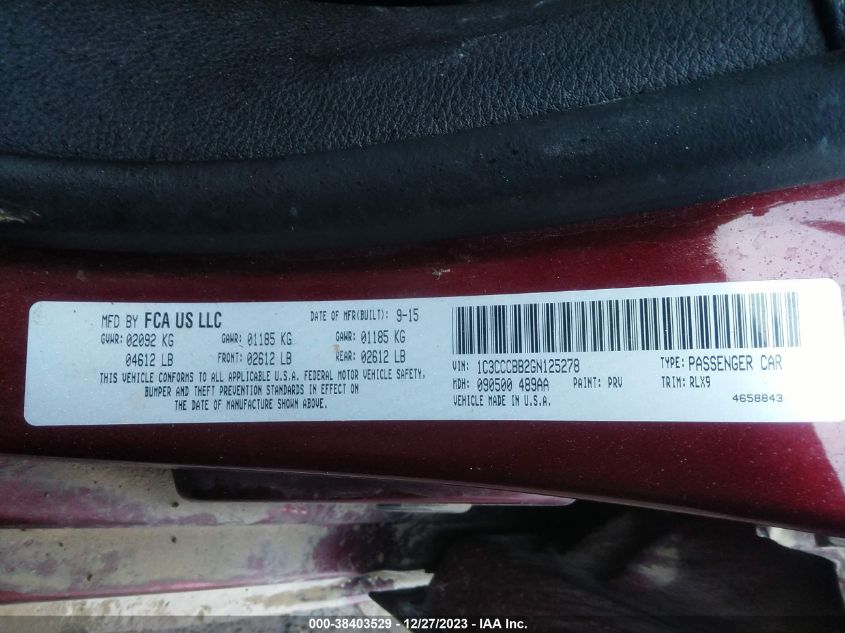 MFD BY FCA US LLC DATE OF MFR(BUILT): 9-15
GVWR: 02092 KG GAWR: 01185 KG GAWR: 01185 KG
04612 LB FRONT: 02612 LB REAR: 02612 LB
THIS VEHICLE CONFORMS TO ALL APPLICABLE U.S.A. FEDERAL MOTOR VEHICLE SAFETY,
BUMPER AND THEFT PREVENTION STANDARDS IN EFFECT ON
THE DATE OF MANUFACTURE SHOWN ABOVE.
VIN: 1C3CCCBB2GN125278 TYPE: PASSENGER CAR
MDH: 090500 489AA PAINT: PRV TRIM: RLX9
VEHICLE MADE IN U.S.A. 4658843
000-38403529 - 12/27/2023 - IAA Inc.